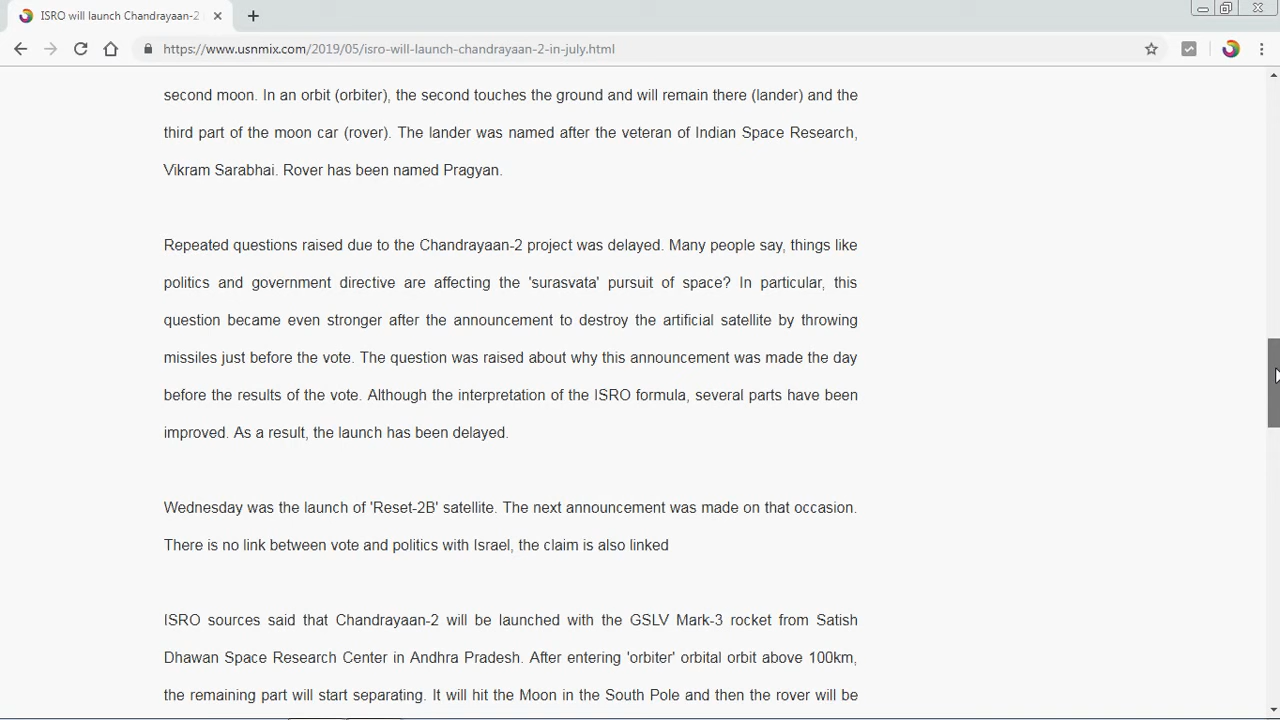 ISRO will launch Chandrayaan-2
https://www.usnmix.com/2019/05/isro-will-launch-chandrayaan-2-in-july.html
second moon. In an orbit (orbiter), the second touches the ground and will remain there (lander) and the
third part of the moon car (rover). The lander was named after the veteran of Indian Space Research,
Vikram Sarabhai. Rover has been named Pragyan.
Repeated questions raised due to the Chandrayaan-2 project was delayed. Many people say, things like
politics and government directive are affecting the 'surasvata' pursuit of space? In particular, this
question became even stronger after the announcement to destroy the artificial satellite by throwing
missiles just before the vote. The question was raised about why this announcement was made the day
before the results of the vote. Although the interpretation of the ISRO formula, several parts have been
improved. As a result, the launch has been delayed.
Wednesday was the launch of 'Reset-2B' satellite. The next announcement was made on that occasion.
There is no link between vote and politics with Israel, the claim is also linked
ISRO sources said that Chandrayaan-2 will be launched with the GSLV Mark-3 rocket from Satish
Dhawan Space Research Center in Andhra Pradesh. After entering 'orbiter' orbital orbit above 100km,
the remaining part will start separating. It will hit the Moon in the South Pole and then the rover will be